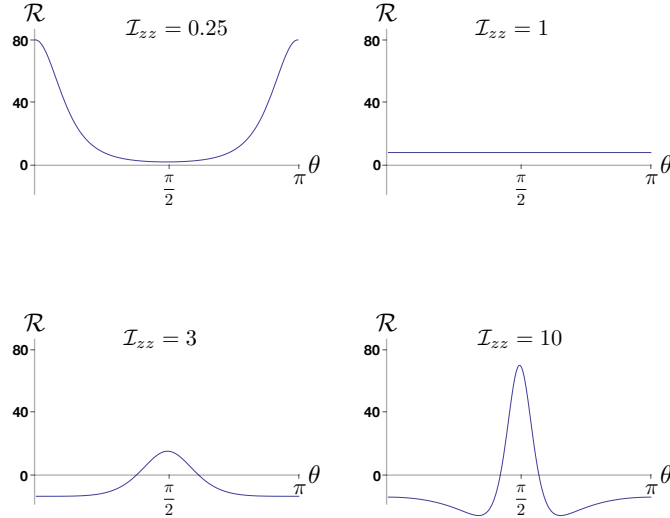 ℛ
ℐ_zz = 0.25
80
40
0
π/2
π θ
ℛ
ℐ_zz = 1
80
40
0
π/2
π θ
ℛ
ℐ_zz = 3
80
40
0
π/2
π θ
ℛ
ℐ_zz = 10
80
40
0
π/2
π θ